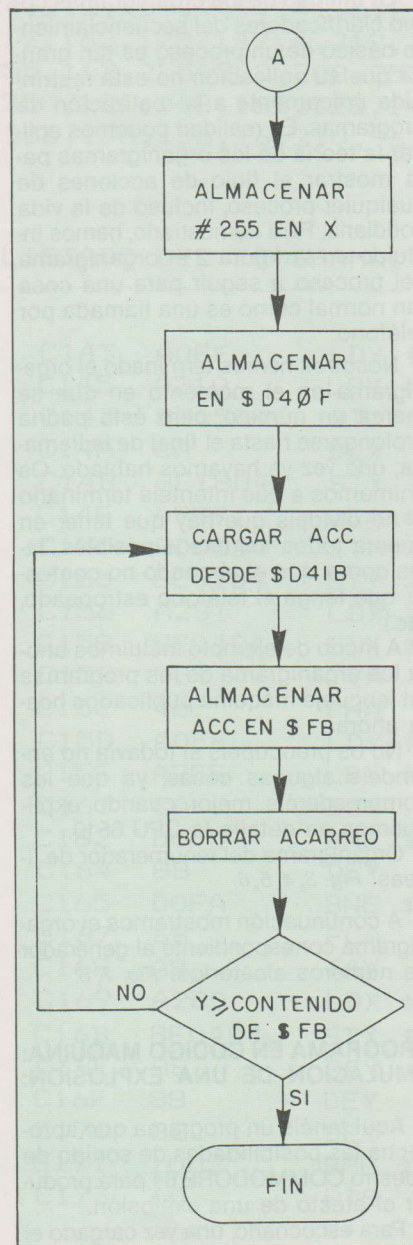 A
ALMACENAR
#255 EN X
ALMACENAR
EN $D4ØF
CARGAR ACC
DESDE $D41B
ALMACENAR
ACC EN $FB
BORRAR ACARREO
NO
Y≥CONTENIDO
DE $FB
SI
FIN